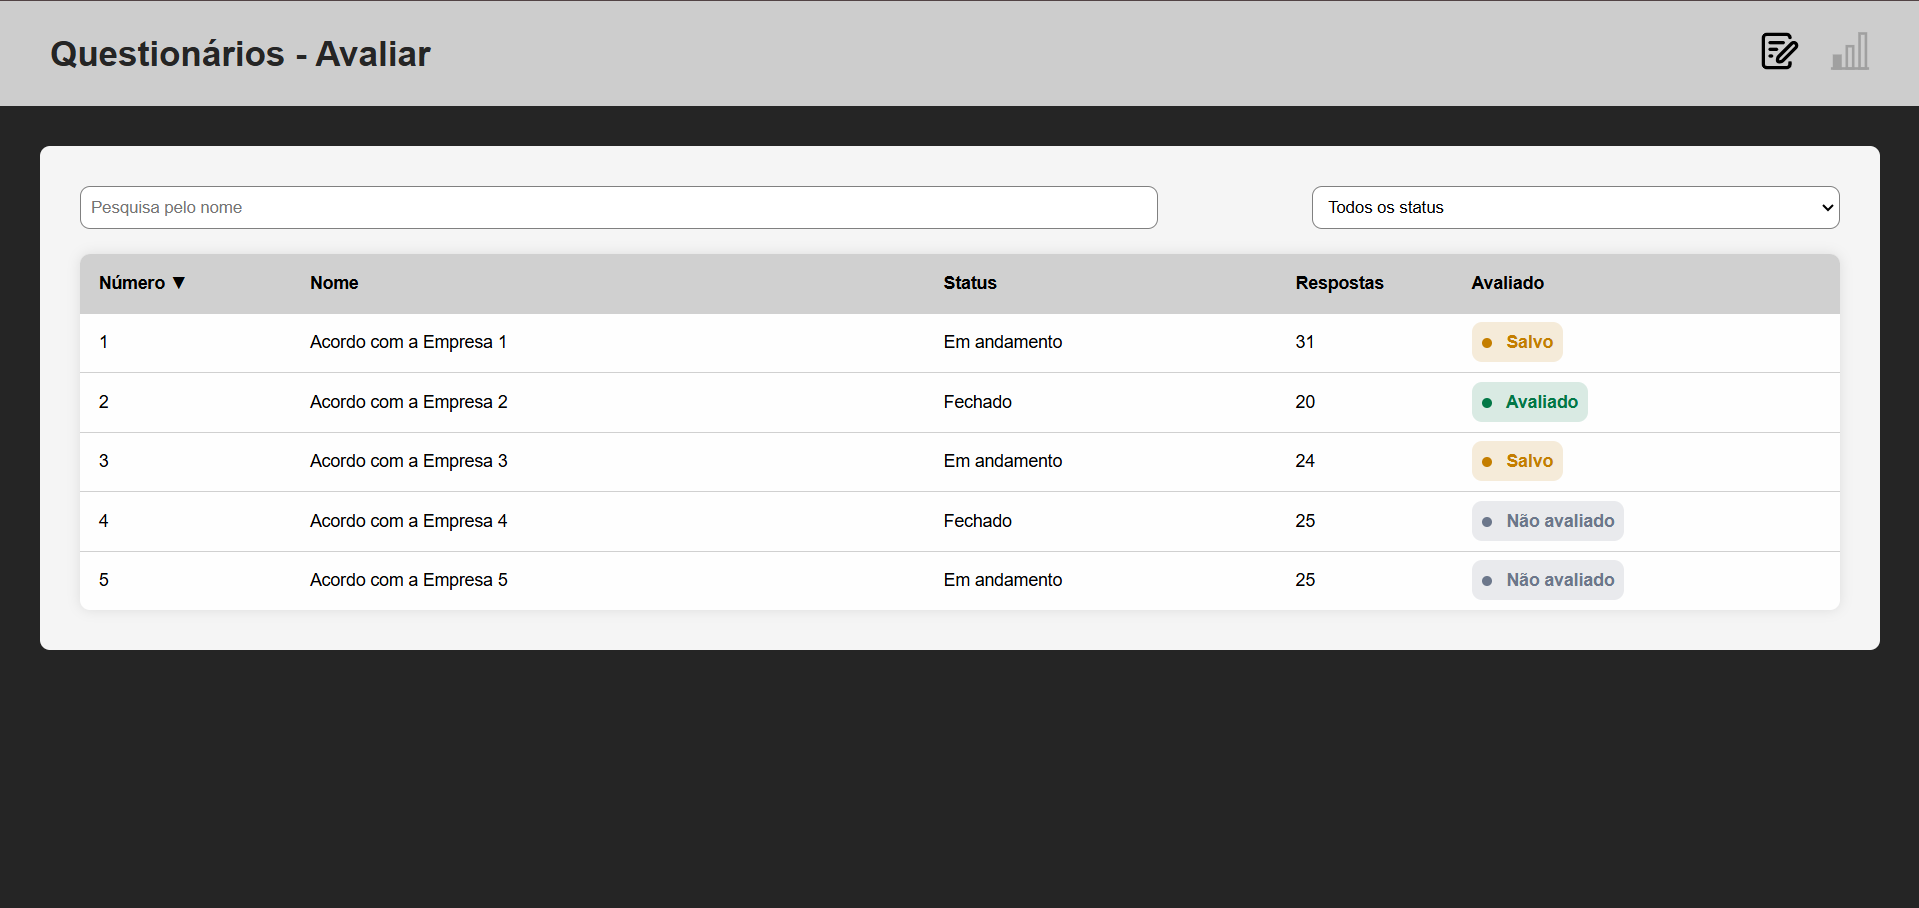 Questionários - Avaliar
Pesquisa pelo nome Todos os status
Número ▼ Nome Status Respostas Avaliado
1 Acordo com a Empresa 1 Em andamento 31 Salvo
2 Acordo com a Empresa 2 Fechado 20 Avaliado
3 Acordo com a Empresa 3 Em andamento 24 Salvo
4 Acordo com a Empresa 4 Fechado 25 Não avaliado
5 Acordo com a Empresa 5 Em andamento 25 Não avaliado